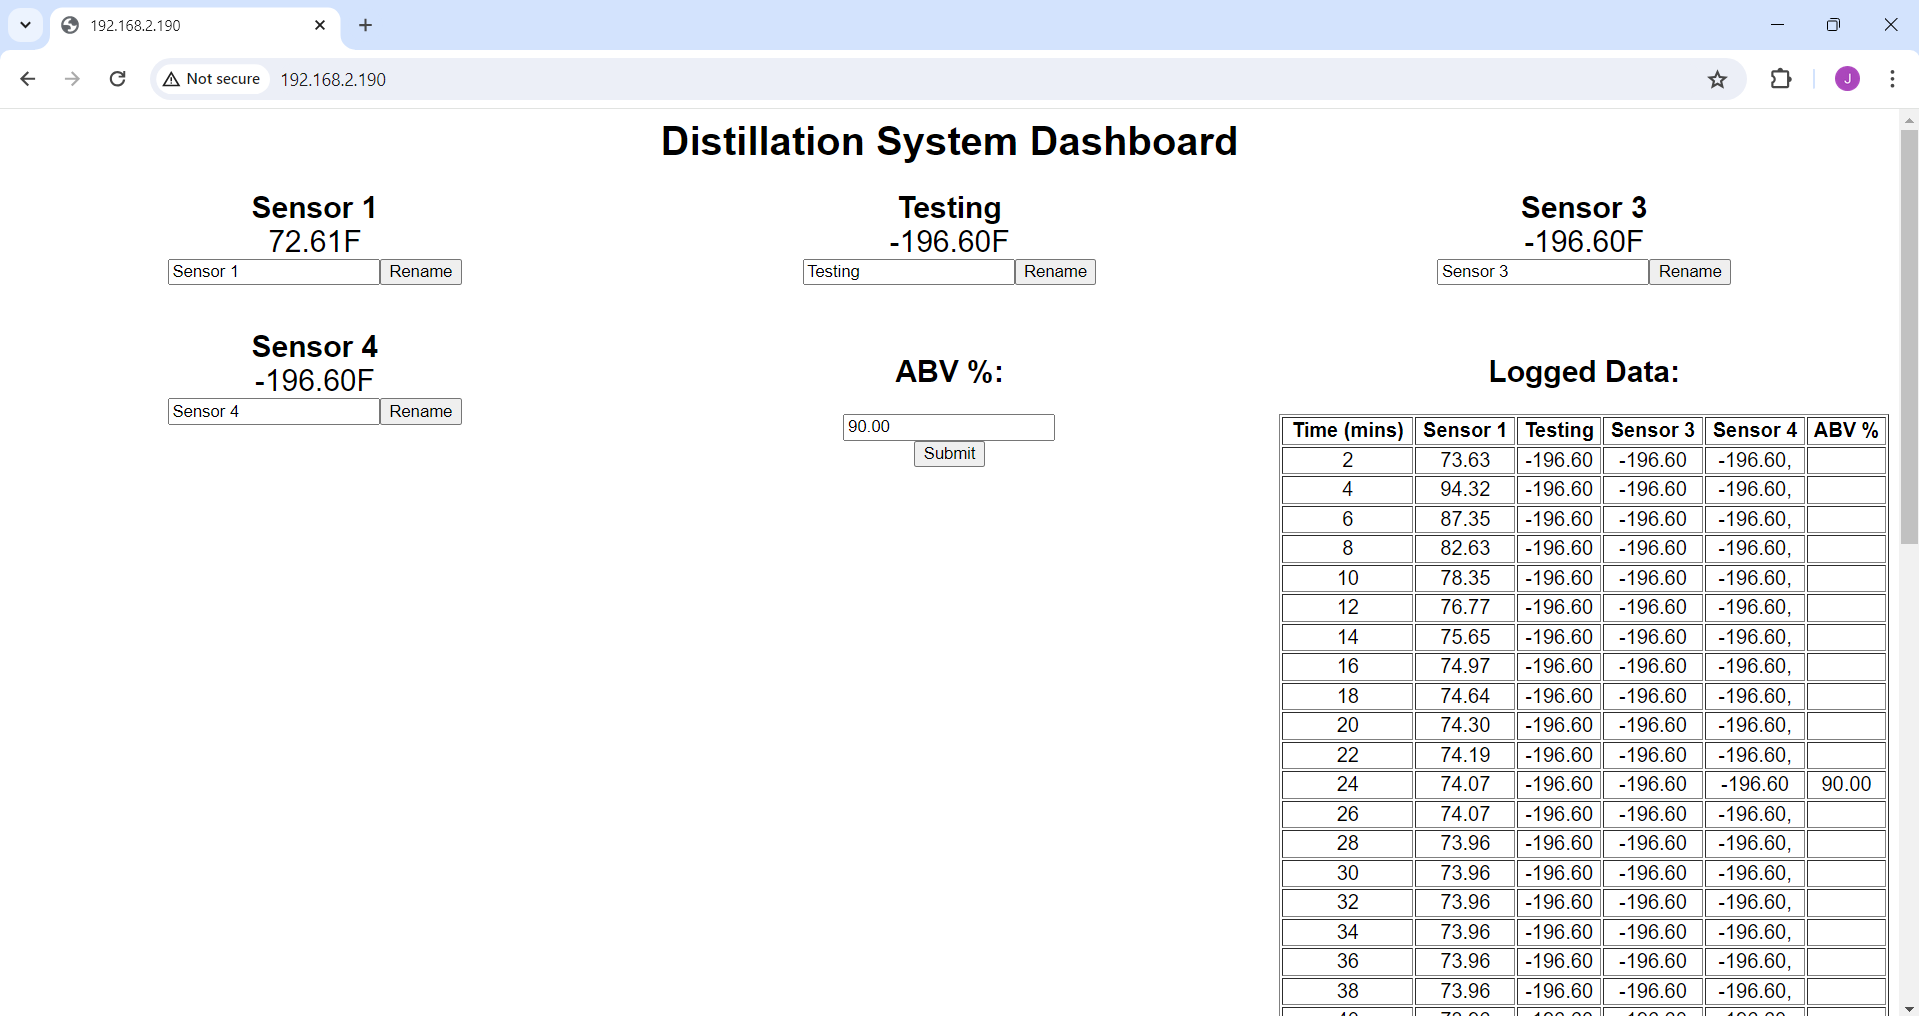 192.168.2.190
Not secure 192.168.2.190 J
Distillation System Dashboard
Sensor 1
72.61F
Sensor 1 Rename
Testing
-196.60F
Testing Rename
Sensor 3
-196.60F
Sensor 3 Rename
Sensor 4
-196.60F
Sensor 4 Rename
ABV %:
90.00
Submit
Logged Data:
Time (mins) Sensor 1 Testing Sensor 3 Sensor 4 ABV %
2 73.63 -196.60 -196.60 -196.60,
4 94.32 -196.60 -196.60 -196.60,
6 87.35 -196.60 -196.60 -196.60,
8 82.63 -196.60 -196.60 -196.60,
10 78.35 -196.60 -196.60 -196.60,
12 76.77 -196.60 -196.60 -196.60,
14 75.65 -196.60 -196.60 -196.60,
16 74.97 -196.60 -196.60 -196.60,
18 74.64 -196.60 -196.60 -196.60,
20 74.30 -196.60 -196.60 -196.60,
22 74.19 -196.60 -196.60 -196.60,
24 74.07 -196.60 -196.60 -196.60 90.00
26 74.07 -196.60 -196.60 -196.60,
28 73.96 -196.60 -196.60 -196.60,
30 73.96 -196.60 -196.60 -196.60,
32 73.96 -196.60 -196.60 -196.60,
34 73.96 -196.60 -196.60 -196.60,
36 73.96 -196.60 -196.60 -196.60,
38 73.96 -196.60 -196.60 -196.60,